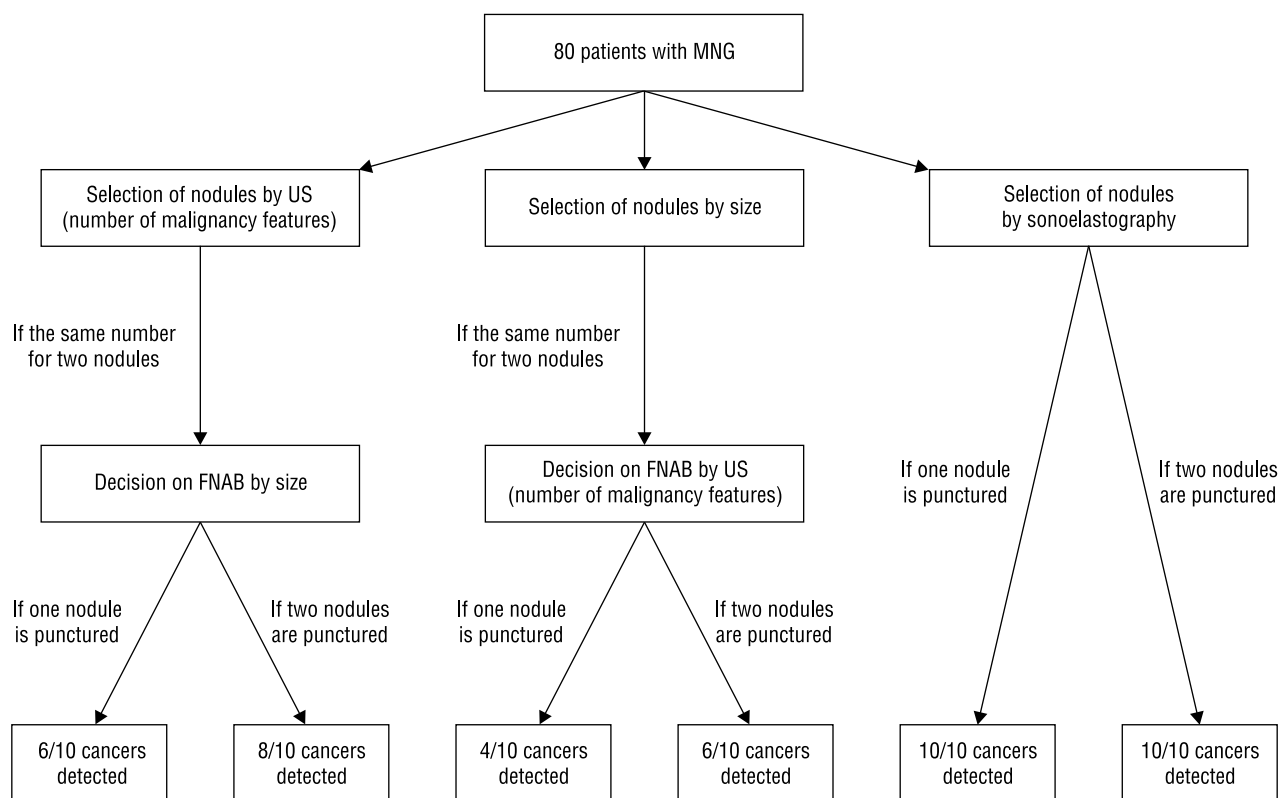 80 patients with MNG
Selection of nodules by US
(number of malignancy features)
Selection of nodules by size
Selection of nodules
by sonoelastography
If the same number
for two nodules
If the same number
for two nodules
Decision on FNAB by size
Decision on FNAB by US
(number of malignancy features)
If one nodule
is punctured
If two nodules
are punctured
If one nodule
is punctured
If two nodules
are punctured
If one nodule
is punctured
If two nodules
are punctured
6/10 cancers
detected
8/10 cancers
detected
4/10 cancers
detected
6/10 cancers
detected
10/10 cancers
detected
10/10 cancers
detected